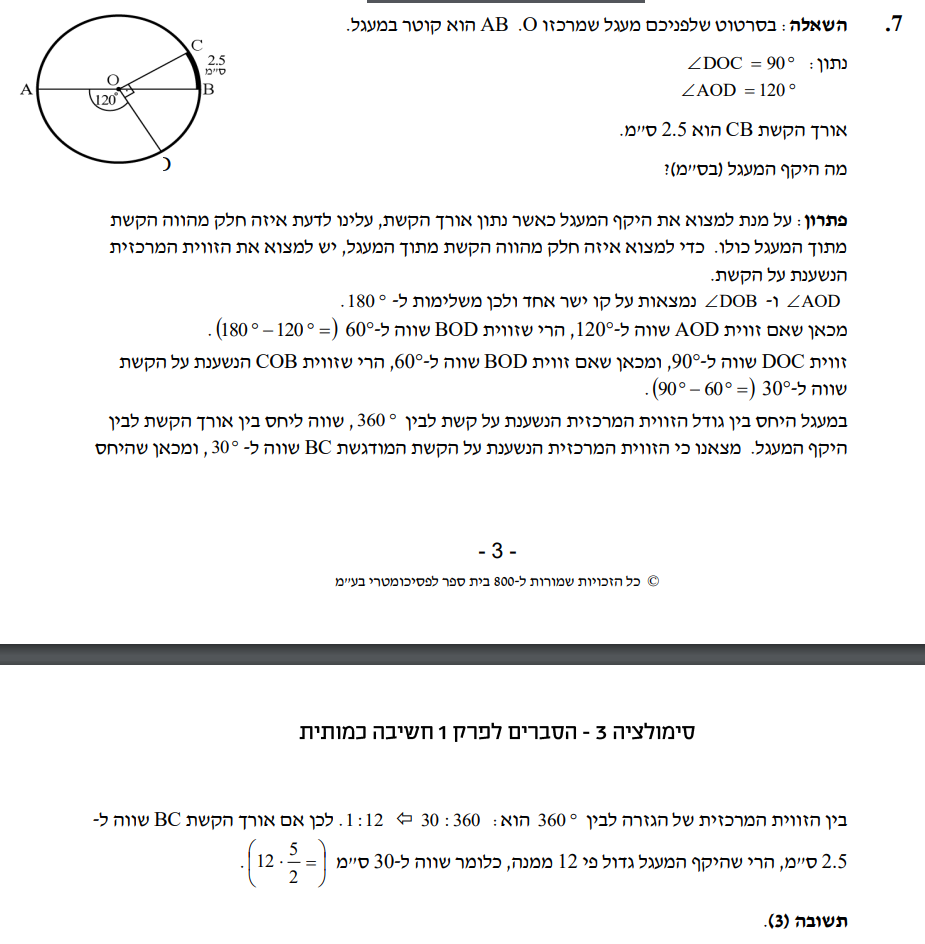 7. השאלה: בסרטוט שלפניכם מעגל שמרכזו O. AB הוא קוטר במעגל.
נתון: ∠DOC = 90°
∠AOD = 120°
אורך הקשת CB הוא 2.5 ס״מ.
מה היקף המעגל (בס״מ)?
C
2.5
ס״מ
A
O
B
120°
D
פתרון: על מנת למצוא את היקף המעגל כאשר נתון אורך הקשת, עלינו לדעת איזה חלק מהווה הקשת
מתוך המעגל כולו. כדי למצוא איזה חלק מהווה הקשת מתוך המעגל, יש למצוא את הזווית המרכזית
הנשענת על הקשת.
∠AOD ו- ∠DOB נמצאות על קו ישר אחד ולכן משלימות ל- 180°.
מכאן שאם זווית AOD שווה ל-120°, הרי שזווית BOD שווה ל-60° (= 180° – 120°).
זווית DOC שווה ל-90°, ומכאן שאם זווית BOD שווה ל-60°, הרי שזווית COB הנשענת על הקשת
שווה ל-30° (= 90° – 60°).
במעגל היחס בין גודל הזווית המרכזית הנשענת על קשת לבין 360°, שווה ליחס בין אורך הקשת לבין
היקף המעגל. מצאנו כי הזווית המרכזית הנשענת על הקשת המודגשת BC שווה ל- 30°, ומכאן שהיחס
- 3 -
© כל הזכויות שמורות ל-800 בית ספר לפסיכומטרי בע״מ
סימולציה 3 - הסברים לפרק 1 חשיבה כמותית
בין הזווית המרכזית של הגזרה לבין 360° הוא: 30 : 360 ⇦ 1:12. לכן אם אורך הקשת BC שווה ל-
2.5 ס״מ, הרי שהיקף המעגל גדול פי 12 ממנה, כלומר שווה ל-30 ס״מ (= 12 · 5/2).
תשובה (3).